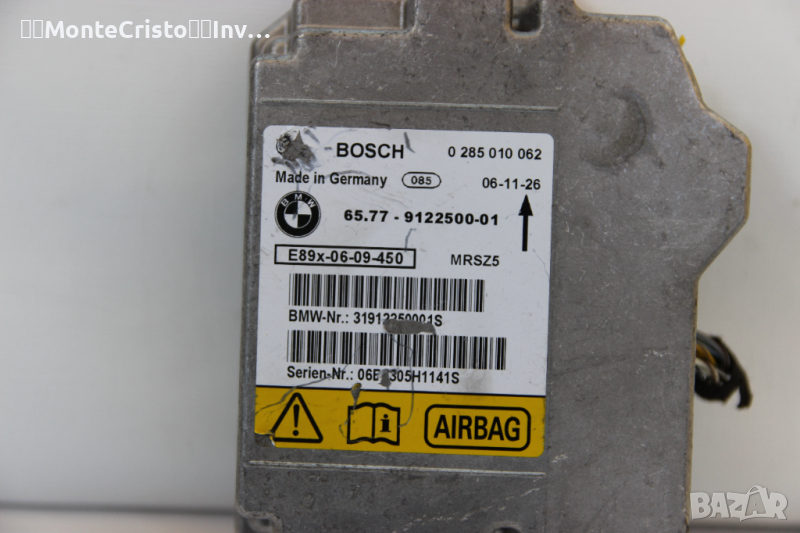 MonteCristo Inv...
BOSCH 0 285 010 062
Made in Germany 085 06-11-26
BMW
65.77 - 9122500-01
E89x-06-09-450 MRSZ5
BMW-Nr.:
Serien-Nr.:
AIRBAG
BAZAR